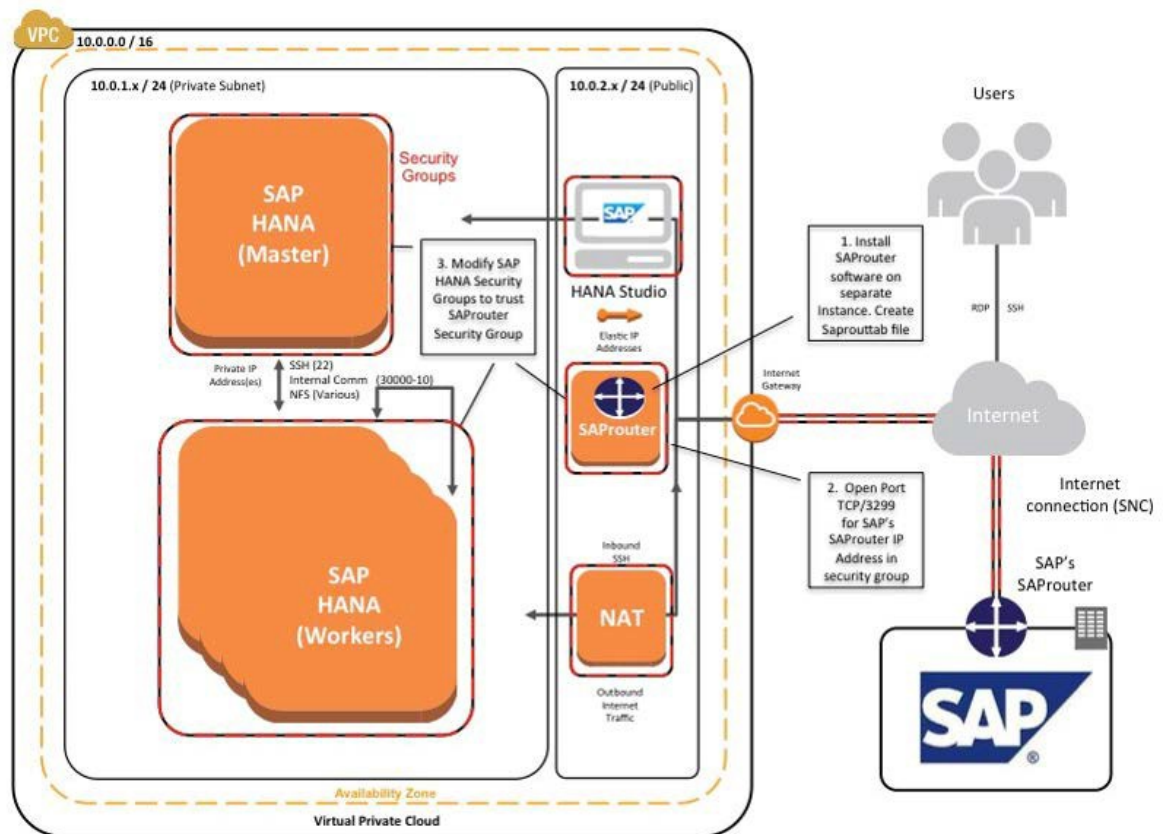 VPC
10.0.0.0 / 16
10.0.1.x / 24 (Private Subnet)
SAP
HANA
(Master)
Security
Groups
3. Modify SAP
HANA Security
Groups to trust
SAProuter
Security Group
Private IP
Address(es)
SSH (22)
Internal Comm (30000-10)
NFS (Various)
SAP
HANA
(Workers)
10.0.2.x / 24 (Public)
SAP
HANA Studio
Elastic IP
Addresses
SAProuter
Inbound
SSH
NAT
Outbound
Internet
Traffic
Availability Zone
Virtual Private Cloud
Internet
Gateway
1. Install
SAProuter
software on
separate
Instance. Create
Saprouttab file
2. Open Port
TCP/3299
for SAP's
SAProuter IP
Address in
security group
Users
RDP SSH
Internet
Internet
connection (SNC)
SAP's
SAProuter
SAP®